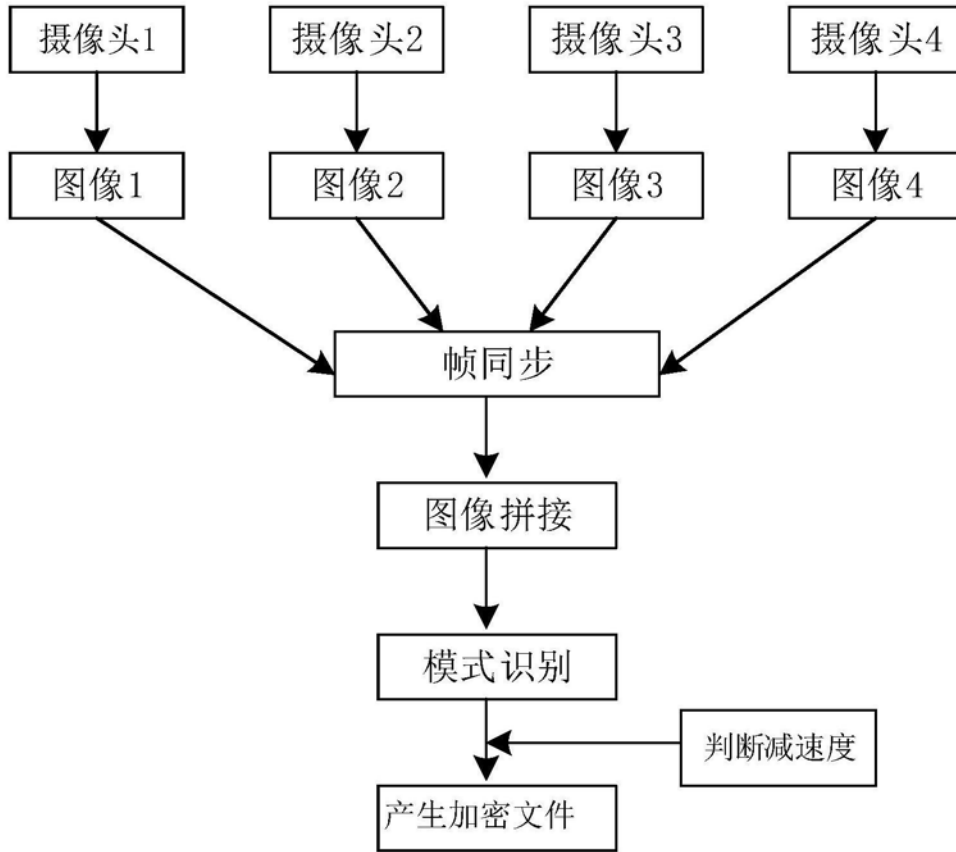 摄像头1
摄像头2
摄像头3
摄像头4
图像1
图像2
图像3
图像4
帧同步
图像拼接
模式识别
判断减速度
产生加密文件